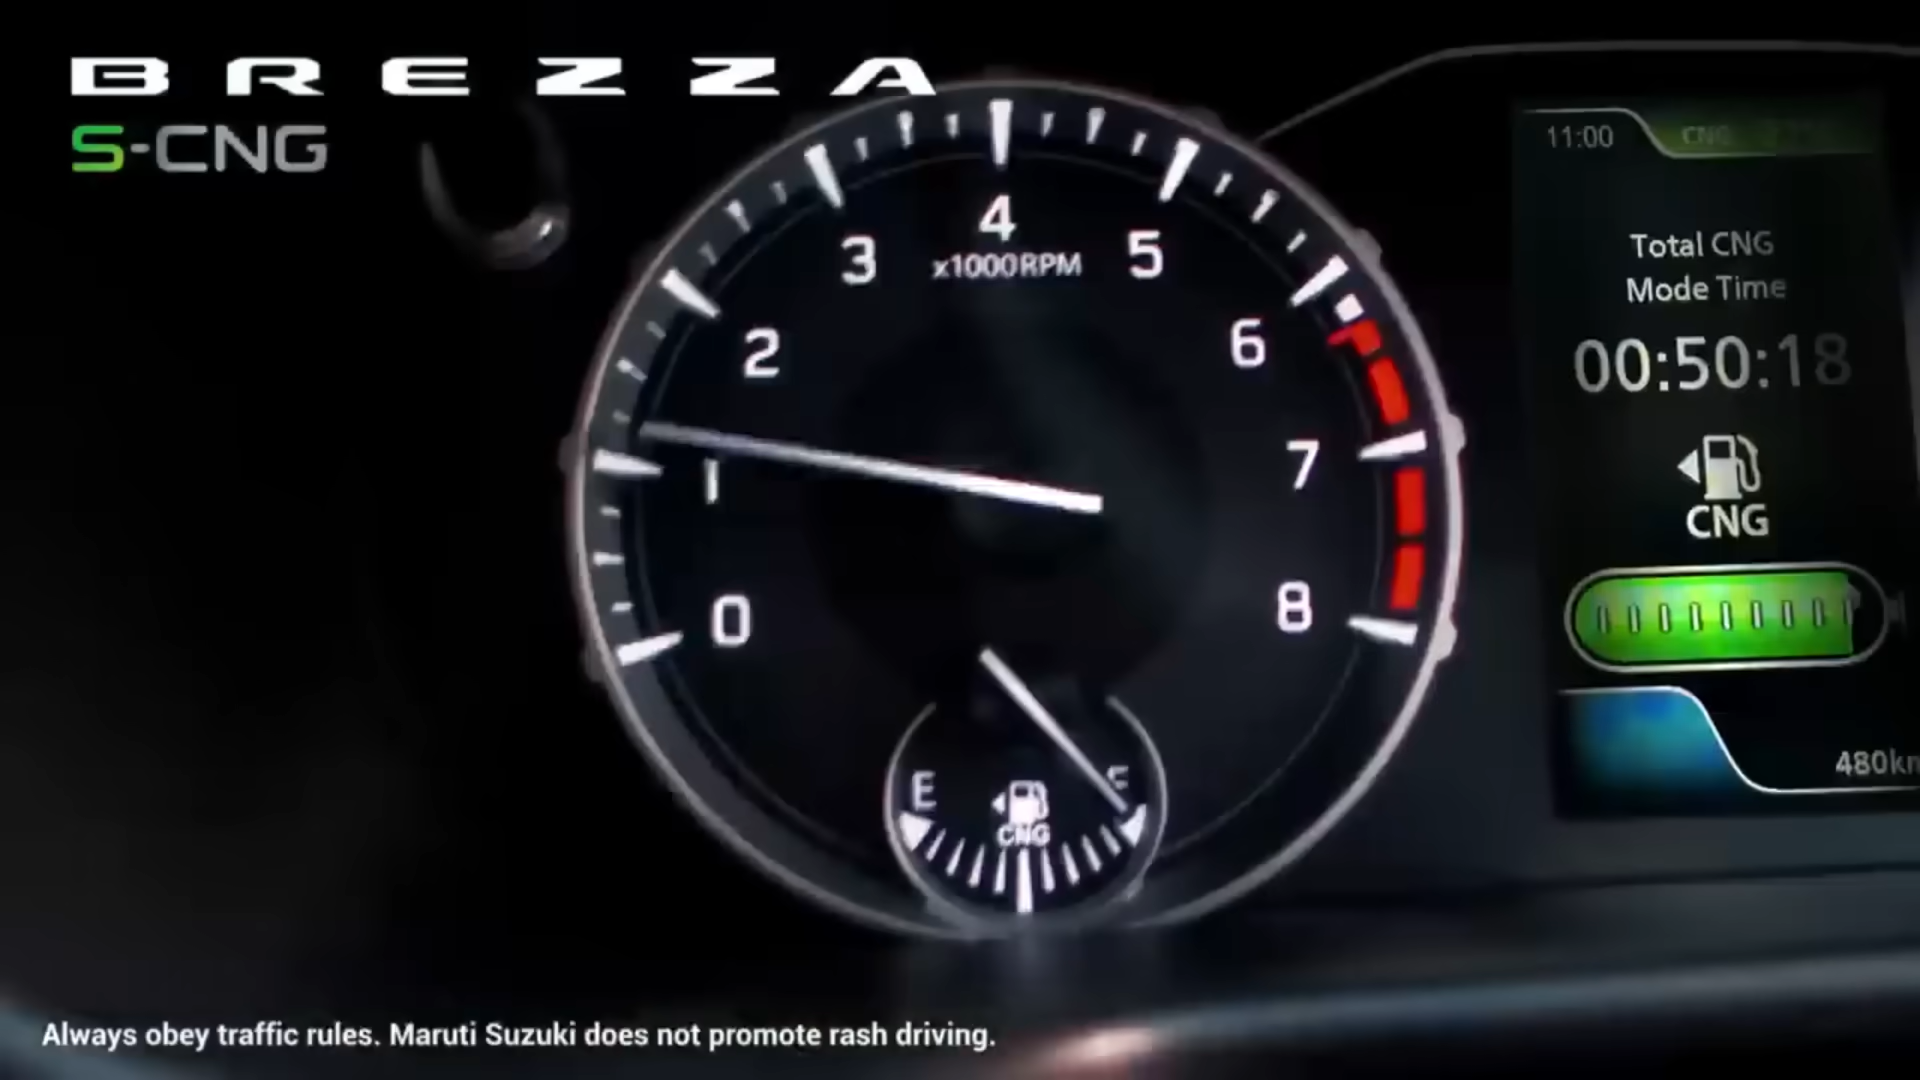 BREZZA
S-CNG
11:00 CNG
Total CNG
Mode Time
00:50:18
CNG
480km
4
x1000RPM
3 5
2 6
1 7
0 8
E F
CNG
Always obey traffic rules. Maruti Suzuki does not promote rash driving.